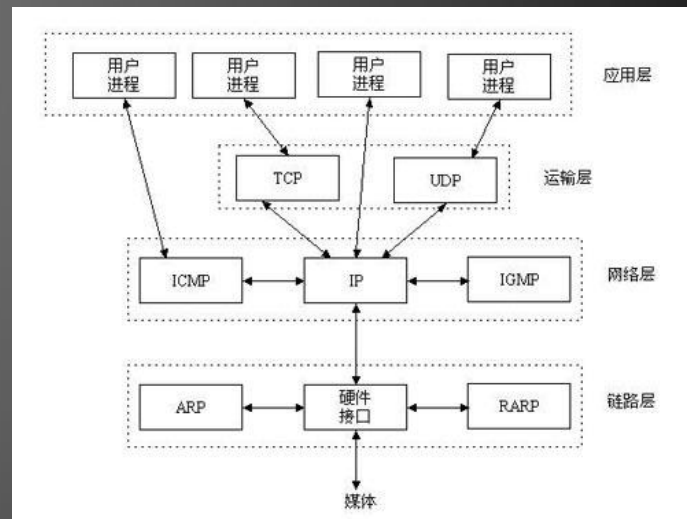 用户 用户 用户 用户
进程 进程 进程 进程
应用层
TCP UDP 运输层
ICMP IP IGMP 网络层
ARP 硬件 RARP 链路层
接口
媒体